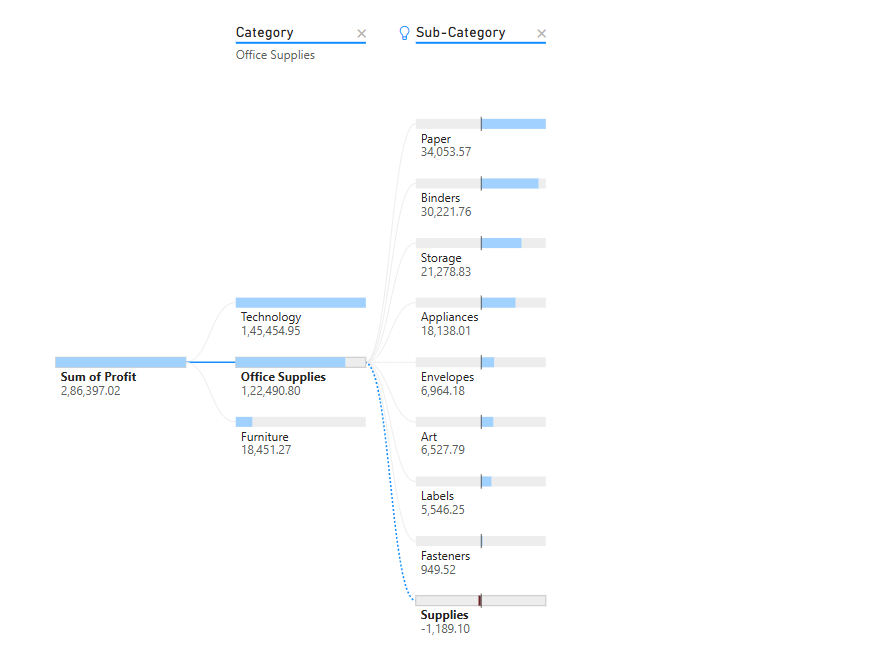 Category
Sub-Category
Office Supplies
Paper
34,053.57
Binders
30,221.76
Storage
21,278.83
Technology
1,45,454.95
Appliances
18,138.01
Sum of Profit
2,86,397.02
Office Supplies
1,22,490.80
Envelopes
6,964.18
Furniture
18,451.27
Art
6,527.79
Labels
5,546.25
Fasteners
949.52
Supplies
-1,189.10